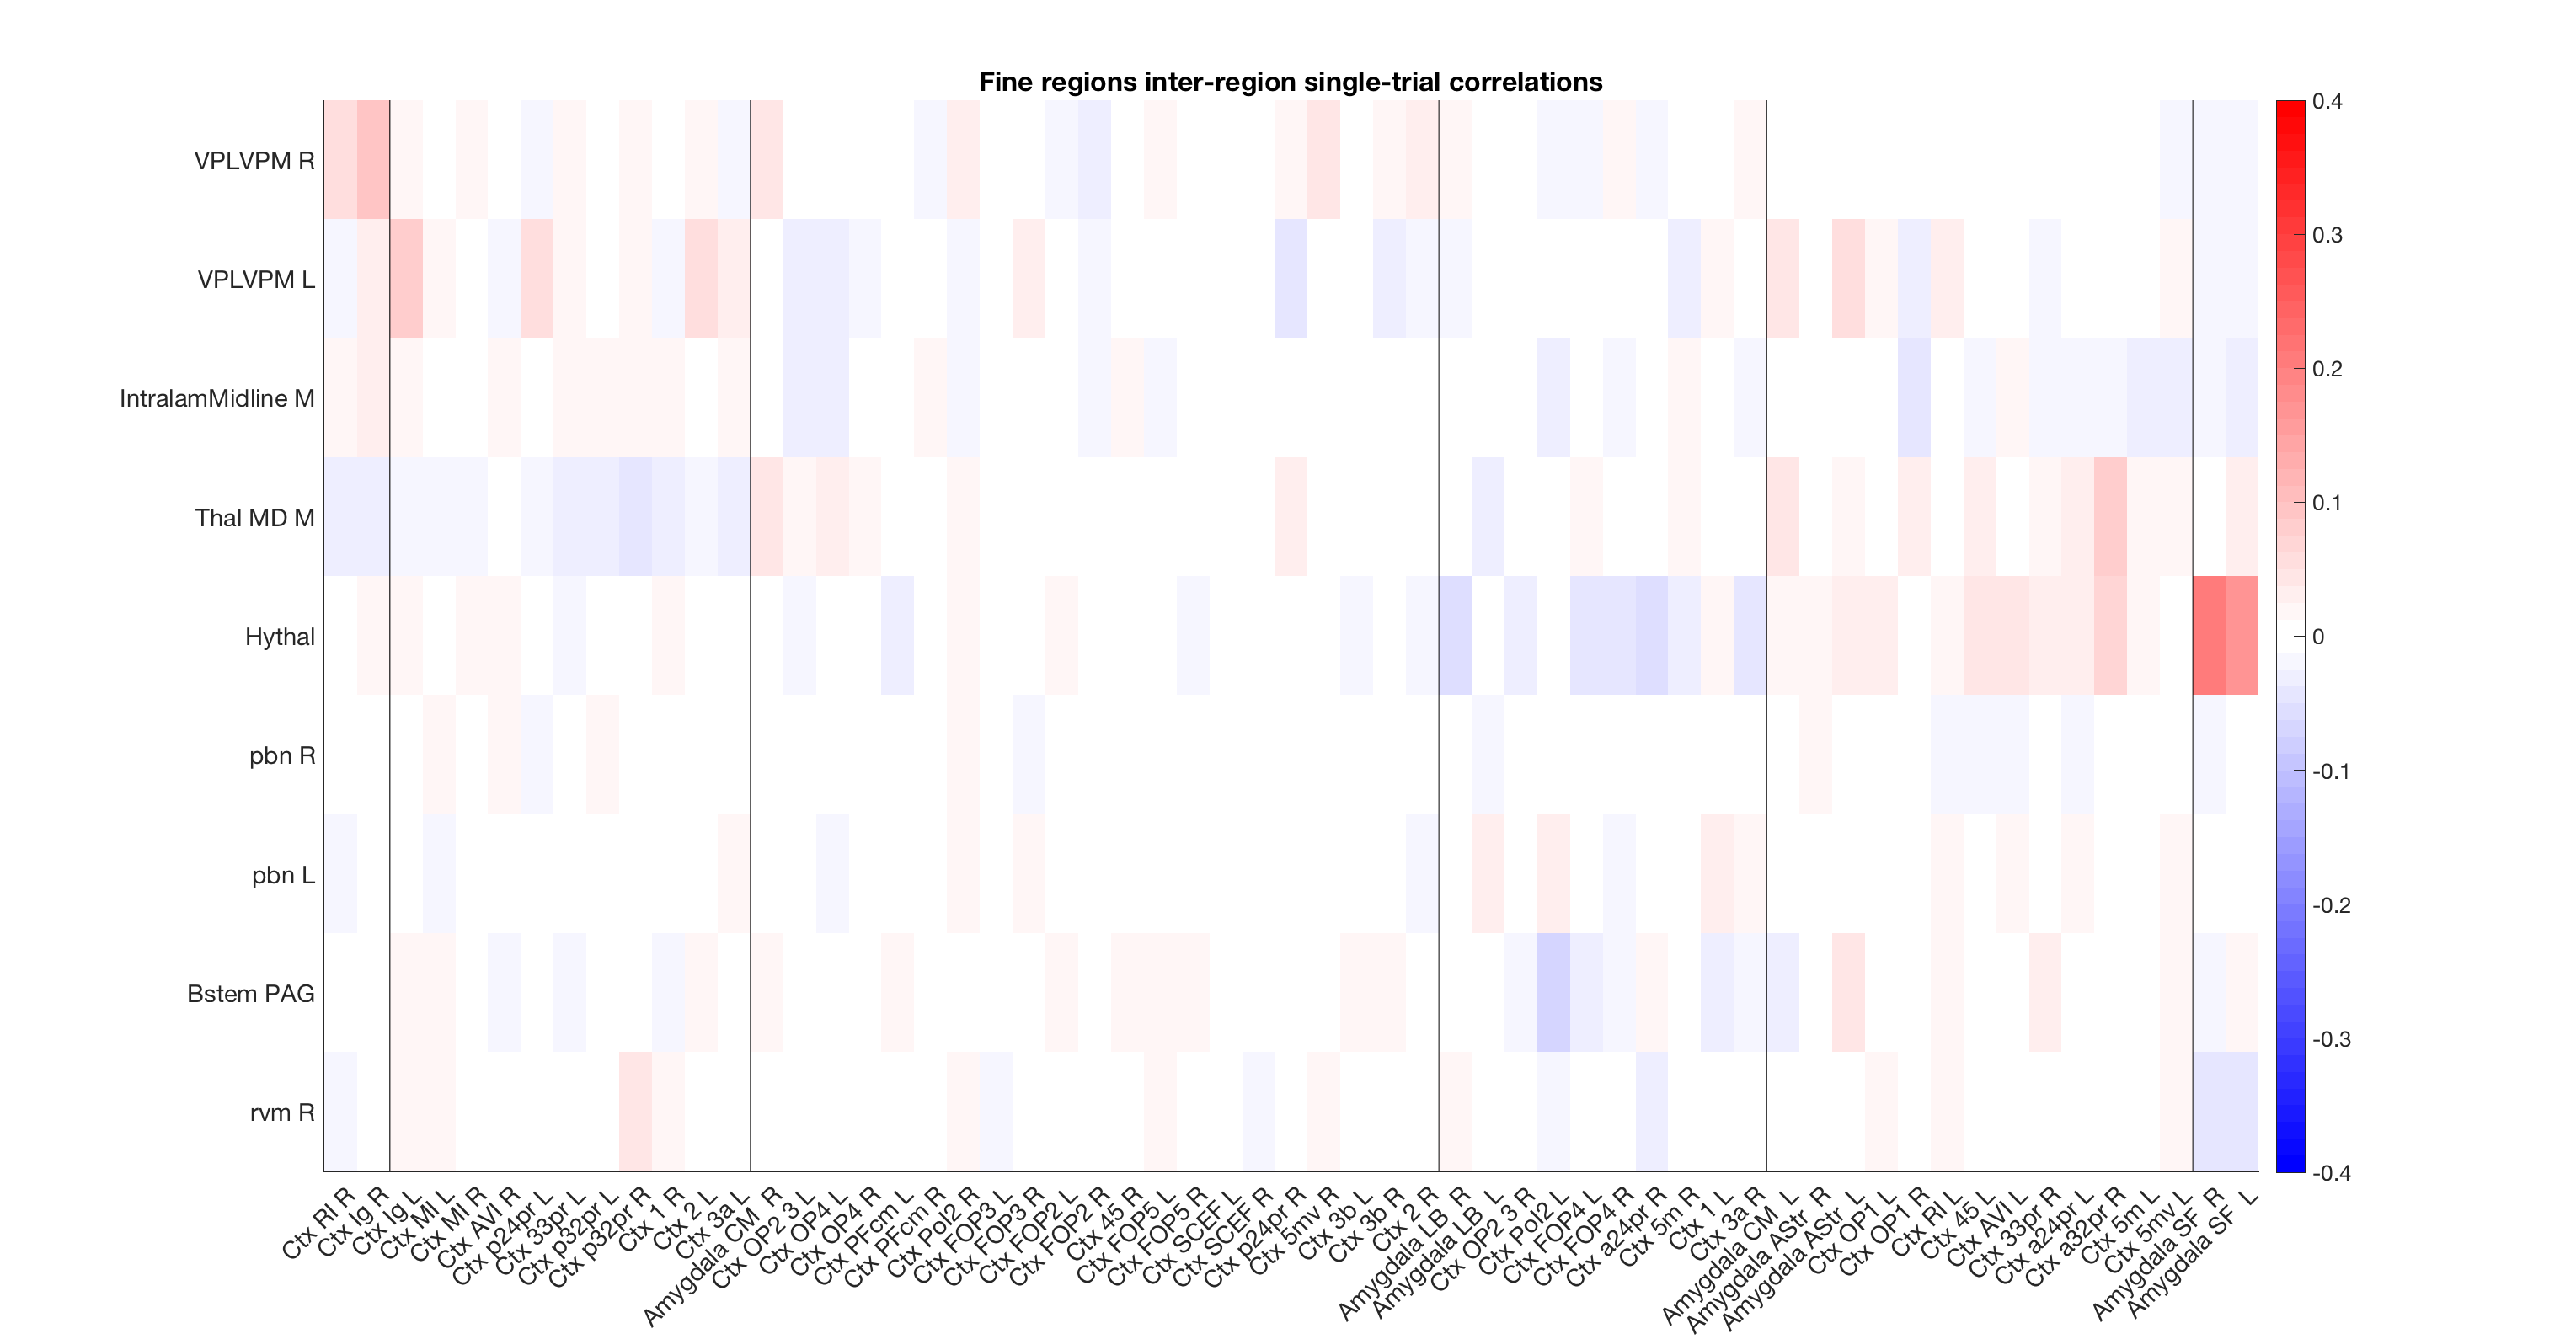 Fine regions inter-region single-trial correlations
VPLVPM R
VPLVPM L
IntralamMidline M
Thal MD M
Hythal
pbn R
pbn L
Bstem PAG
rvm R
0.4
0.3
0.2
0.1
0
-0.1
-0.2
-0.3
-0.4
Ctx RI R
Ctx Ig R
Ctx Ig L
Ctx MI L
Ctx MI R
Ctx AVI R
Ctx p24pr L
Ctx 33pr L
Ctx p32pr L
Ctx p32pr R
Ctx 1 R
Ctx 2 L
Ctx 3a L
Amygdala CM R
Ctx OP2 3 L
Ctx OP4 L
Ctx OP4 R
Ctx PFcm L
Ctx PFcm R
Ctx Pol2 R
Ctx FOP3 L
Ctx FOP3 R
Ctx FOP2 L
Ctx FOP2 R
Ctx 45 R
Ctx FOP5 L
Ctx FOP5 R
Ctx SCEF L
Ctx SCEF R
Ctx p24pr R
Ctx 5mv R
Ctx 3b L
Ctx 3b R
Ctx 2 R
Amygdala LB R
Amygdala LB L
Ctx OP2 3 R
Ctx Pol2 L
Ctx FOP4 L
Ctx FOP4 R
Ctx a24pr R
Ctx 5m R
Ctx 1 L
Ctx 3a R
Amygdala CM L
Amygdala AStr R
Amygdala AStr L
Ctx OP1 L
Ctx OP1 R
Ctx RI L
Ctx 45 L
Ctx AVI L
Ctx 33pr R
Ctx a24pr L
Ctx a32pr R
Ctx 5m L
Ctx 5mv L
Amygdala SF R
Amygdala SF L